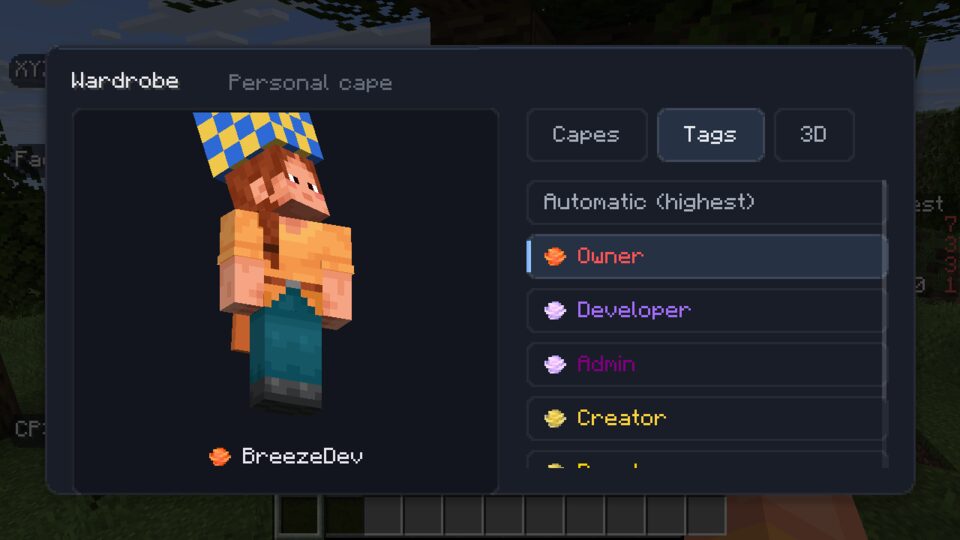 Wardrobe
Personal cape
Capes
Tags
3D
Automatic (highest)
Owner
Developer
Admin
Creator
BreezeDev